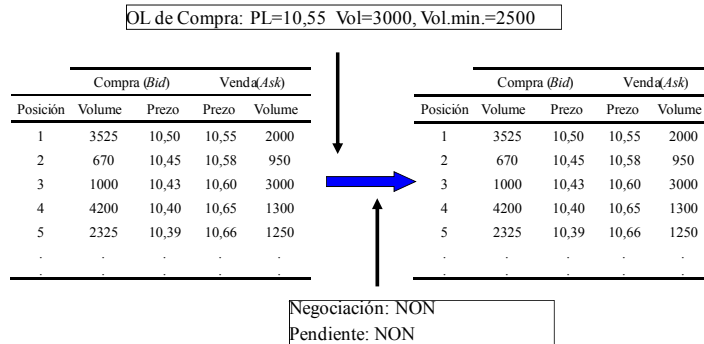 OL de Compra: PL=10,55 Vol=3000, Vol.min.=2500
Compra (Bid) Venda(Ask)
Posición Volume Prezo Prezo Volume
1 3525 10,50 10,55 2000
2 670 10,45 10,58 950
3 1000 10,43 10,60 3000
4 4200 10,40 10,65 1300
5 2325 10,39 10,66 1250
. . . . .
. . . . .
Compra (Bid) Venda(Ask)
Posición Volume Prezo Prezo Volume
1 3525 10,50 10,55 2000
2 670 10,45 10,58 950
3 1000 10,43 10,60 3000
4 4200 10,40 10,65 1300
5 2325 10,39 10,66 1250
. . . . .
. . . . .
Negociación: NON
Pendiente: NON